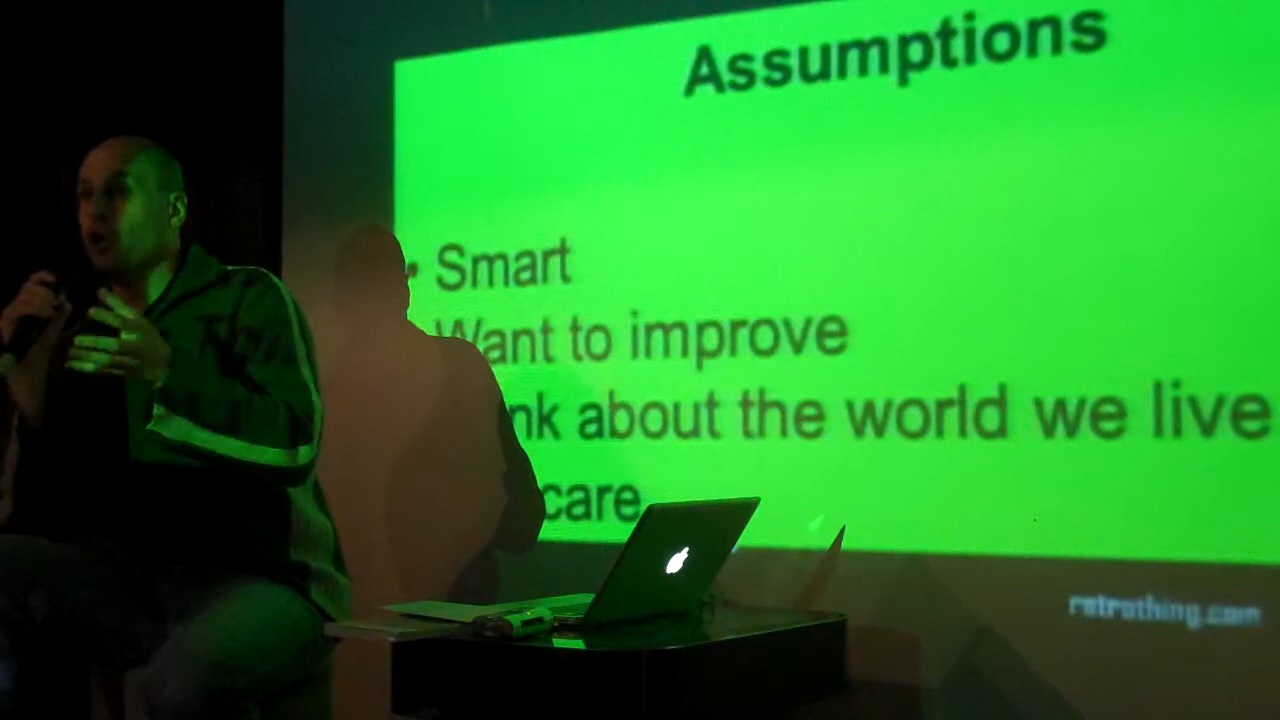 Assumptions
• Smart
Want to improve
nk about the world we live
care
retrothing.com